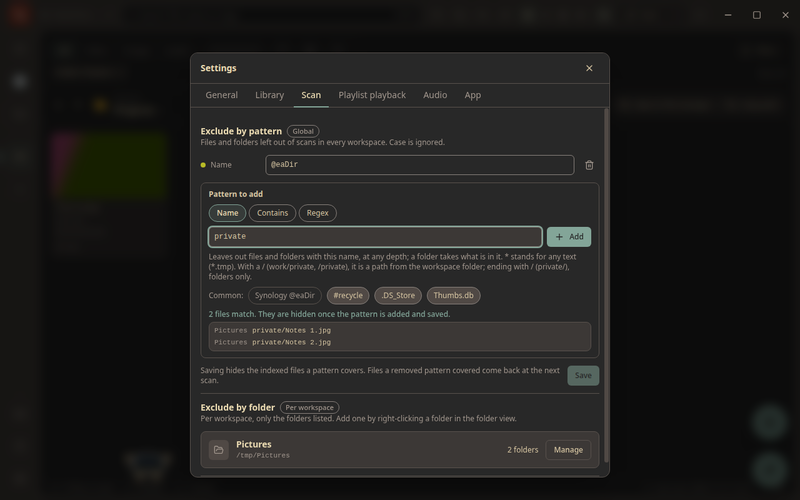 Settings
General Library Scan Playlist playback Audio App
Exclude by pattern Global
Files and folders left out of scans in every workspace. Case is ignored.
Name @eaDir
Pattern to add
Name Contains Regex
private Add
Leaves out files and folders with this name, at any depth; a folder takes what is in it. * stands for any text
(*.tmp). With a / (work/private, /private), it is a path from the workspace folder; ending with / (private/),
folders only.
Common: Synology @eaDir #recycle .DS_Store Thumbs.db
2 files match. They are hidden once the pattern is added and saved.
Pictures private/Notes 1.jpg
Pictures private/Notes 2.jpg
Saving hides the indexed files a pattern covers. Files a removed pattern covered come back at the next
scan.
Save
Exclude by folder Per workspace
Per workspace, only the folders listed. Add one by right-clicking a folder in the folder view.
Pictures
/tmp/Pictures
2 folders Manage